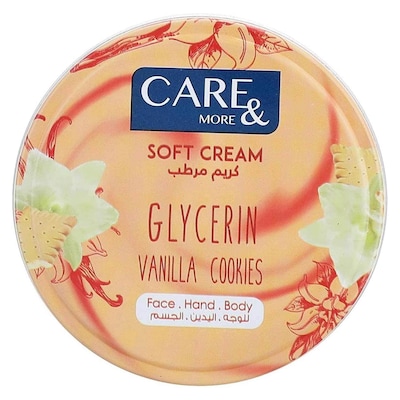 CARE &
MORE
SOFT CREAM
كريم مرطب
GLYCERIN
VANILLA COOKIES
Face . Hand . Body
للوجه . اليدين . الجسم